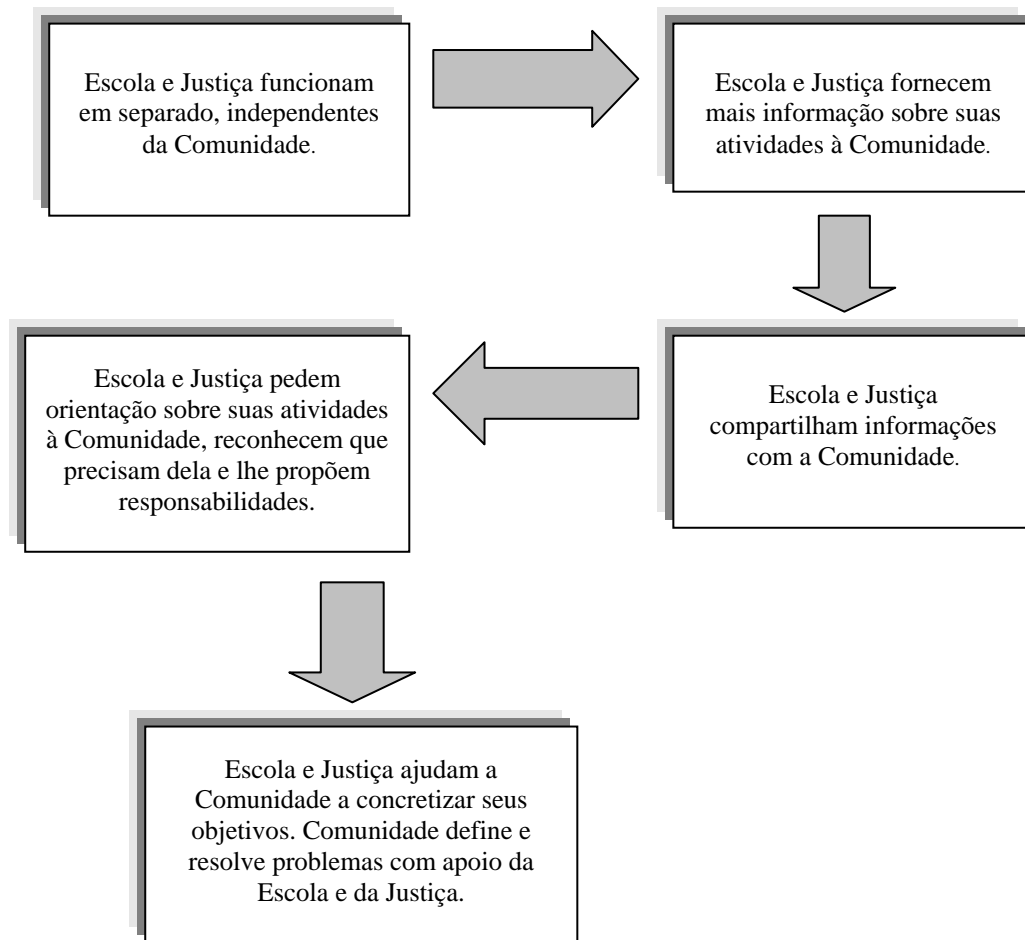 Escola e Justiça funcionam
em separado, independentes
da Comunidade.
Escola e Justiça fornecem
mais informação sobre suas
atividades à Comunidade.
Escola e Justiça
compartilham informações
com a Comunidade.
Escola e Justiça pedem
orientação sobre suas atividades
à Comunidade, reconhecem que
precisam dela e lhe propõem
responsabilidades.
Escola e Justiça ajudam a
Comunidade a concretizar seus
objetivos. Comunidade define e
resolve problemas com apoio da
Escola e da Justiça.